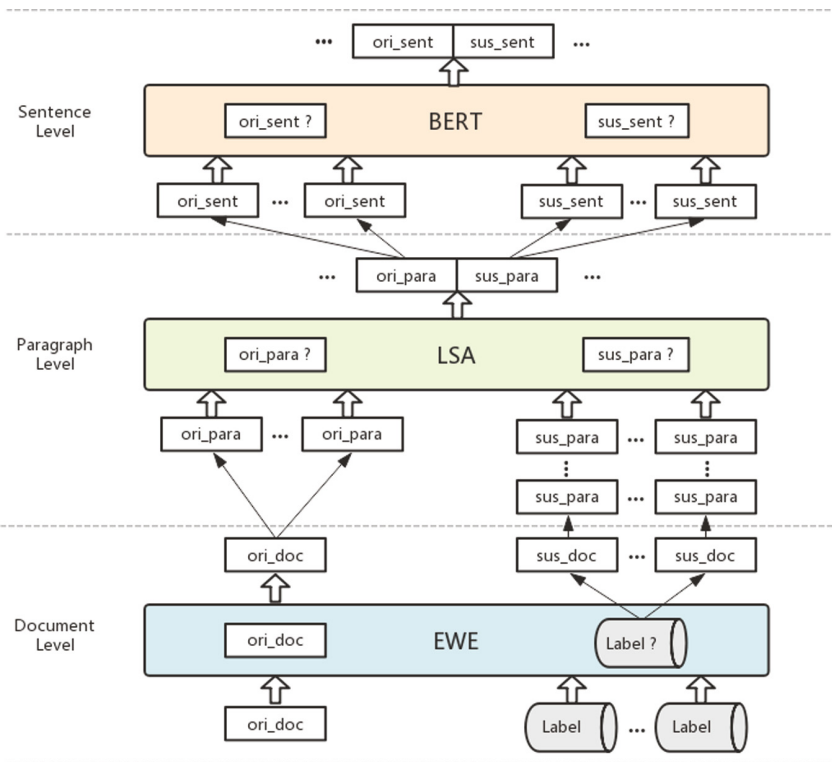 ... ori_sent sus_sent ...
Sentence
Level
ori_sent ? BERT sus_sent ?
ori_sent ... ori_sent sus_sent ... sus_sent
... ori_para sus_para ...
Paragraph
Level
ori_para ? LSA sus_para ?
ori_para ... ori_para sus_para ... sus_para
sus_para ... sus_para
ori_doc sus_doc ... sus_doc
Document
Level
ori_doc EWE Label ?
ori_doc Label ... Label